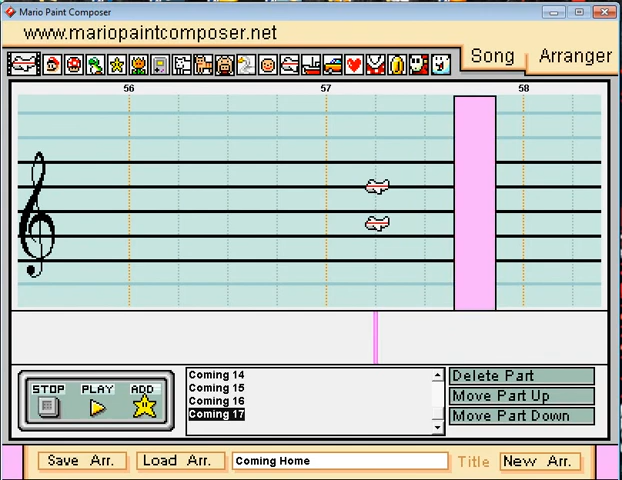 Mario Paint Composer
www.mariopaintcomposer.net
Song
Arranger
56
57
58
STOP
PLAY
ADD
Coming 14
Coming 15
Coming 16
Coming 17
Delete Part
Move Part Up
Move Part Down
Save Arr.
Load Arr.
Coming Home
Title
New Arr.